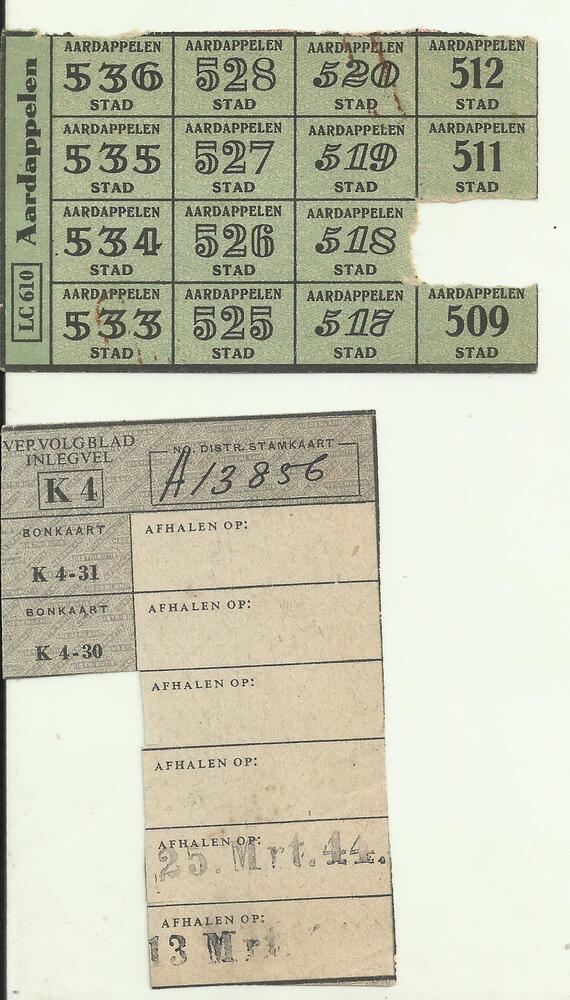 Aardappelen
LC 610
AARDAPPELEN AARDAPPELEN AARDAPPELEN AARDAPPELEN
536 528 520 512
STAD STAD STAD STAD
AARDAPPELEN AARDAPPELEN AARDAPPELEN AARDAPPELEN
535 527 519 511
STAD STAD STAD STAD
AARDAPPELEN AARDAPPELEN AARDAPPELEN
534 526 518
STAD STAD STAD
AARDAPPELEN AARDAPPELEN AARDAPPELEN AARDAPPELEN
533 525 517 509
STAD STAD STAD STAD
VERVOLGBLAD
INLEGVEL
K 4
NO. DISTR. STAMKAART
A13856
BONKAART
K 4-31
AFHALEN OP:
BONKAART
K 4-30
AFHALEN OP:
AFHALEN OP:
AFHALEN OP:
AFHALEN OP:
25. Mrt. 44.
AFHALEN OP:
13 Mrt.